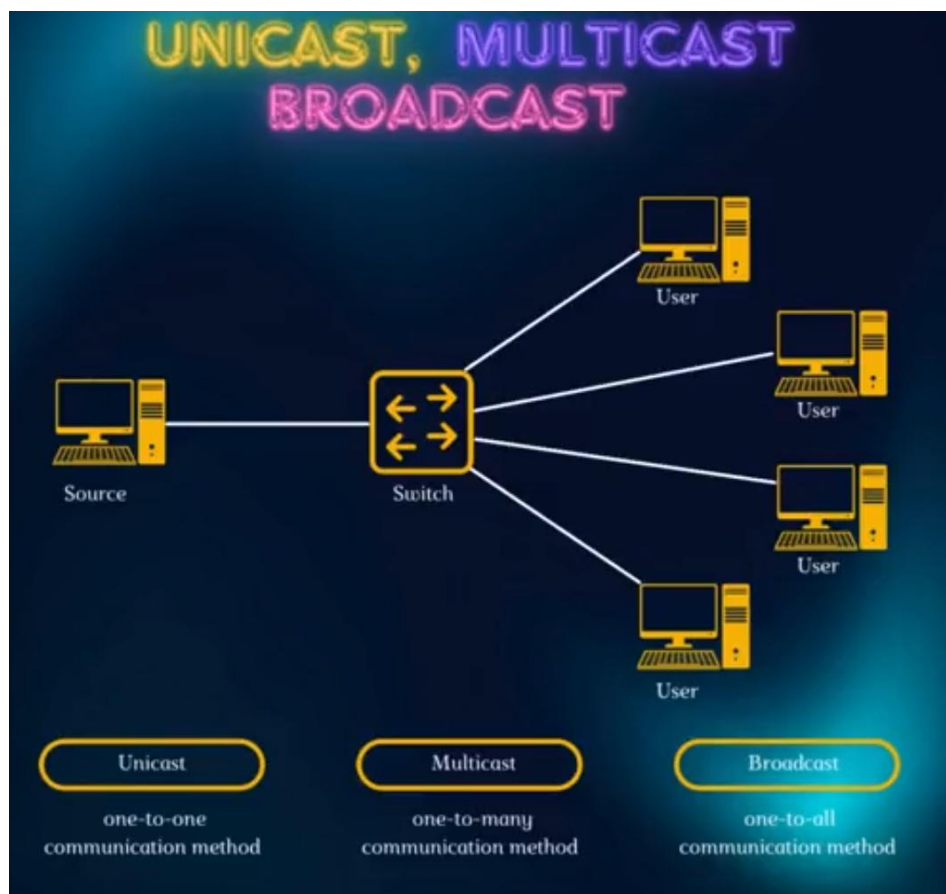 UNICAST, MULTICAST
BROADCAST
User
User
Source
Switch
User
User
Unicast
one-to-one
communication method
Multicast
one-to-many
communication method
Broadcast
one-to-all
communication method